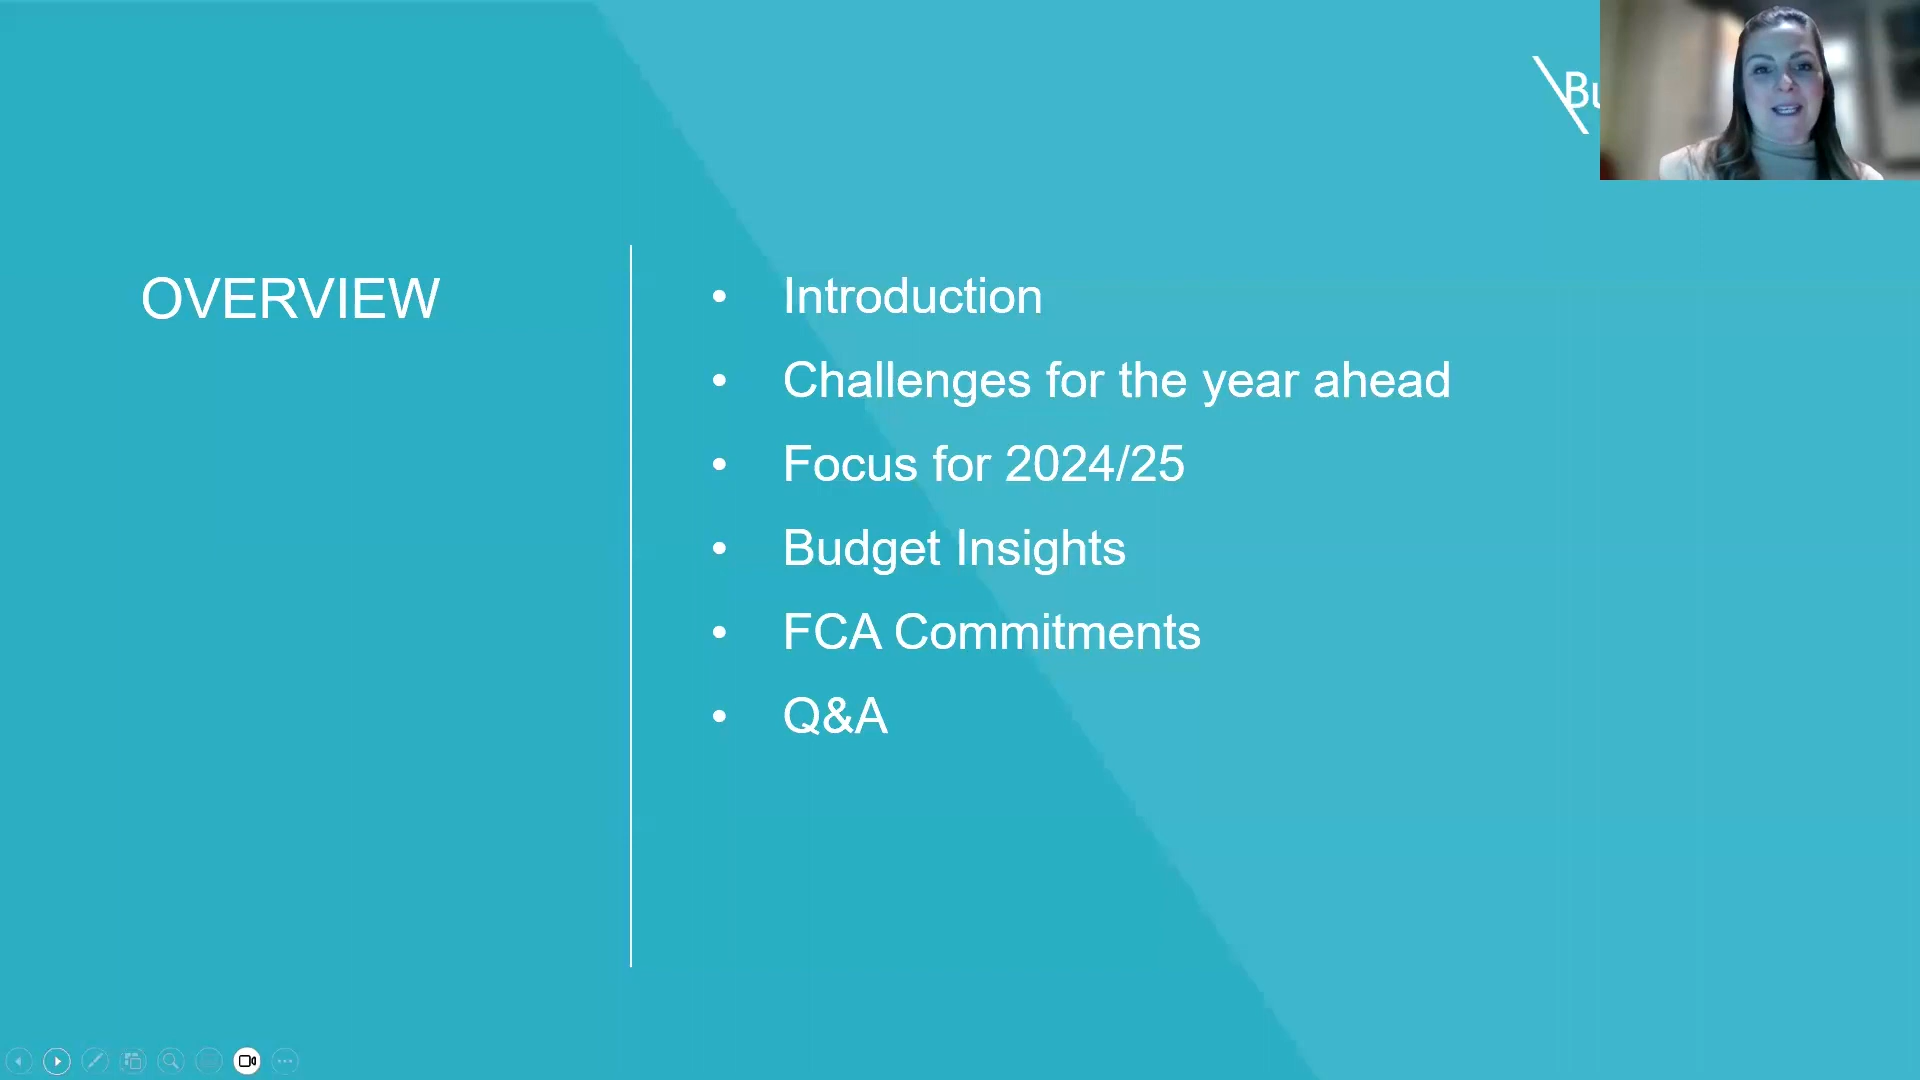 OVERVIEW
• Introduction
• Challenges for the year ahead
• Focus for 2024/25
• Budget Insights
• FCA Commitments
• Q&A